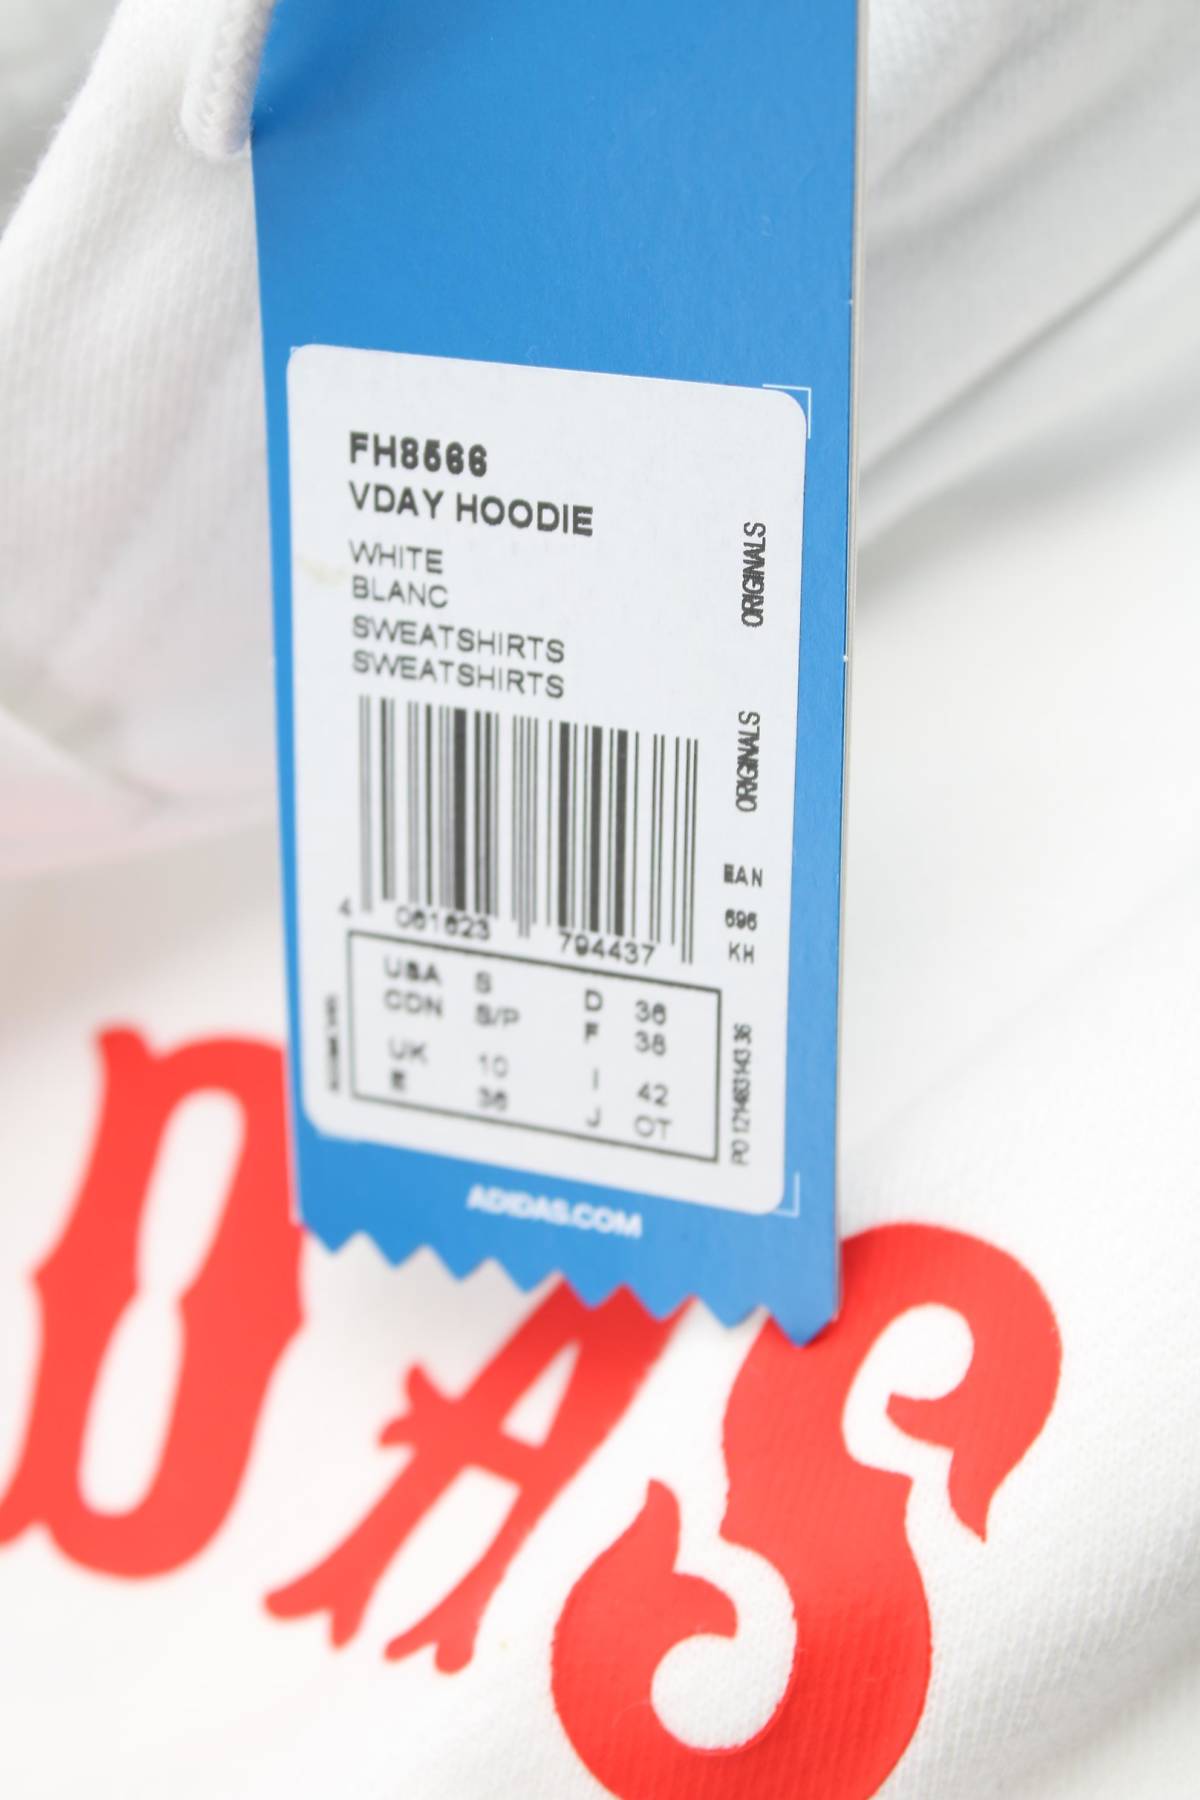 FH8566
VDAY HOODIE
WHITE
BLANC
SWEATSHIRTS
SWEATSHIRTS
ORIGINALS
ORIGINALS
EAN
696
KH
4 061623 794437
USA S D 36
CDN S/P F 38
UK 10 I 42
E 36 J OT
ADIDAS.COM
DAS